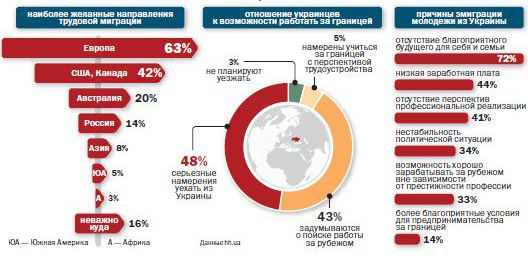 наиболее желанные направления
трудовой миграции
Европа
63%
США, Канада
42%
Австралия
20%
Россия
14%
Азия
8%
ЮА
5%
А
3%
неважно
куда
16%
ЮА — Южная Америка
А — Африка
отношение украинцев
к возможности работать за границей
3%
не планируют
уезжать
5%
намерены учиться
за границей
с перспективой
трудоустройства
48%
серьезные
намерения
уехать из
Украины
43%
задумываются
о поиске работы
за рубежом
Данные hh.ua
причины эмиграции
молодежи из Украины
отсутствие благоприятного
будущего для себя и семьи
72%
низкая заработная плата
44%
отсутствие перспектив
профессиональной реализации
41%
нестабильность
политической ситуации
34%
возможность хорошо
зарабатывать за рубежом
вне зависимости
от престижности профессии
33%
более благоприятные условия
для предпринимательства
за границей
14%